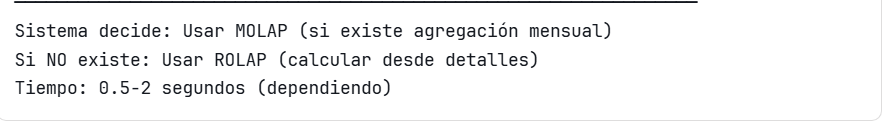 Sistema decide: Usar MOLAP (si existe agregación mensual)
Si NO existe: Usar ROLAP (calcular desde detalles)
Tiempo: 0.5-2 segundos (dependiendo)